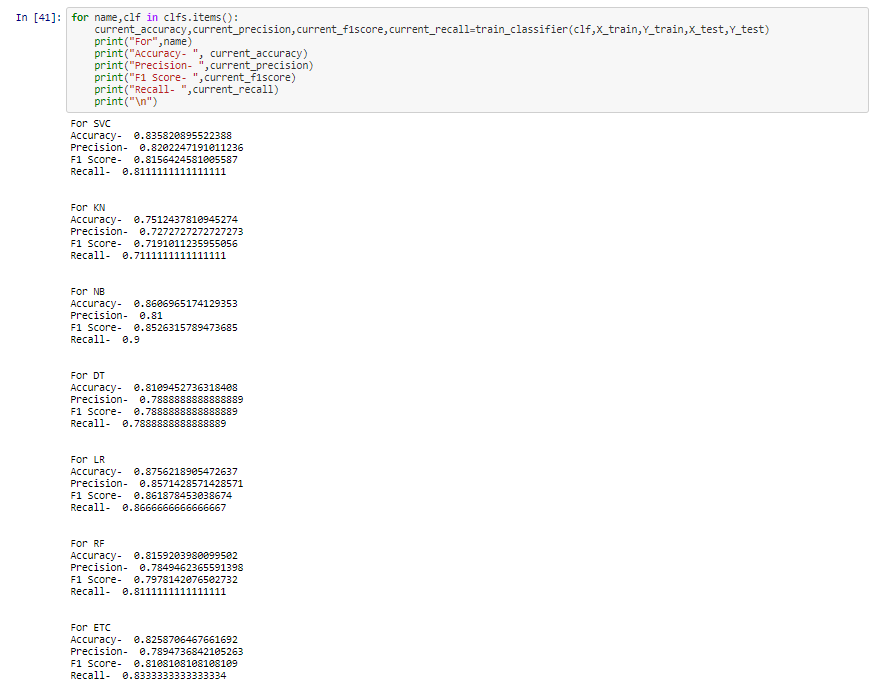 In [41]: for name,clf in clfs.items():
    current_accuracy,current_precision,current_f1score,current_recall=train_classifier(clf,X_train,Y_train,X_test,Y_test)
    print("For",name)
    print("Accuracy- ", current_accuracy)
    print("Precision- ",current_precision)
    print("F1 Score- ",current_f1score)
    print("Recall- ",current_recall)
    print("\n")
For SVC
Accuracy-  0.835820895522388
Precision-  0.8202247191011236
F1 Score-  0.8156424581005587
Recall-  0.8111111111111111
For KN
Accuracy-  0.7512437810945274
Precision-  0.7272727272727273
F1 Score-  0.7191011235955056
Recall-  0.7111111111111111
For NB
Accuracy-  0.8606965174129353
Precision-  0.81
F1 Score-  0.8526315789473685
Recall-  0.9
For DT
Accuracy-  0.8109452736318408
Precision-  0.7888888888888889
F1 Score-  0.7888888888888889
Recall-  0.7888888888888889
For LR
Accuracy-  0.8756218905472637
Precision-  0.8571428571428571
F1 Score-  0.861878453038674
Recall-  0.8666666666666667
For RF
Accuracy-  0.8159203980099502
Precision-  0.7849462365591398
F1 Score-  0.7978142076502732
Recall-  0.8111111111111111
For ETC
Accuracy-  0.8258706467661692
Precision-  0.7894736842105263
F1 Score-  0.8108108108108109
Recall-  0.8333333333333334